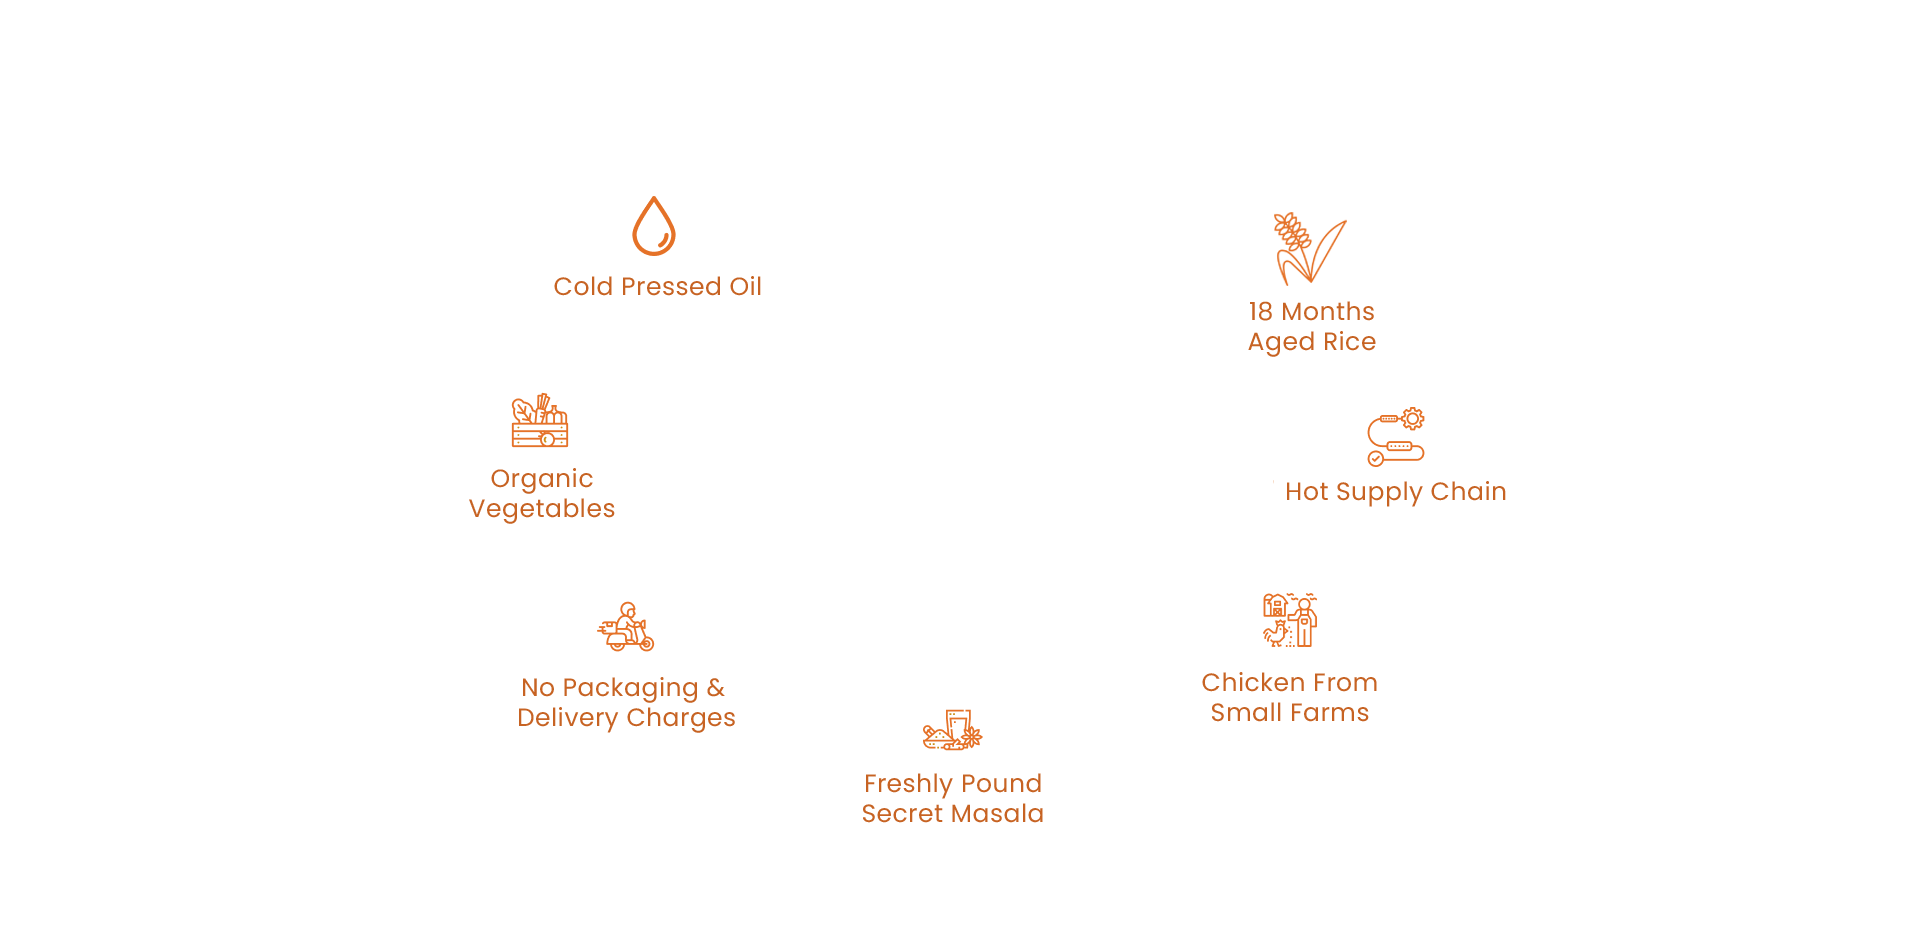 Cold Pressed Oil
18 Months
Aged Rice
Organic
Vegetables
Hot Supply Chain
No Packaging &
Delivery Charges
Chicken From
Small Farms
Freshly Pound
Secret Masala